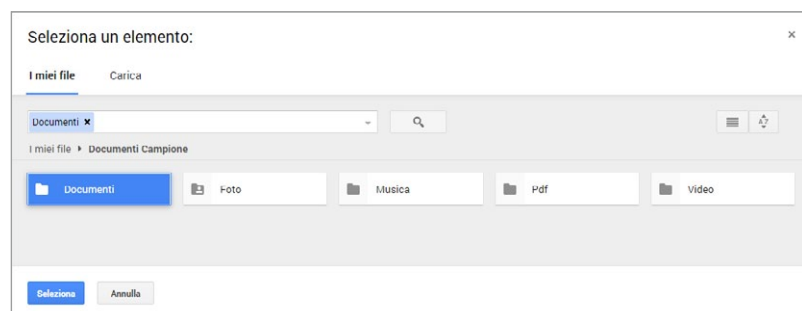 Seleziona un elemento:
×
I miei file Carica
Documenti ×
A Z
I miei file ▸ Documenti Campione
Documenti Foto Musica Pdf Video
Seleziona Annulla